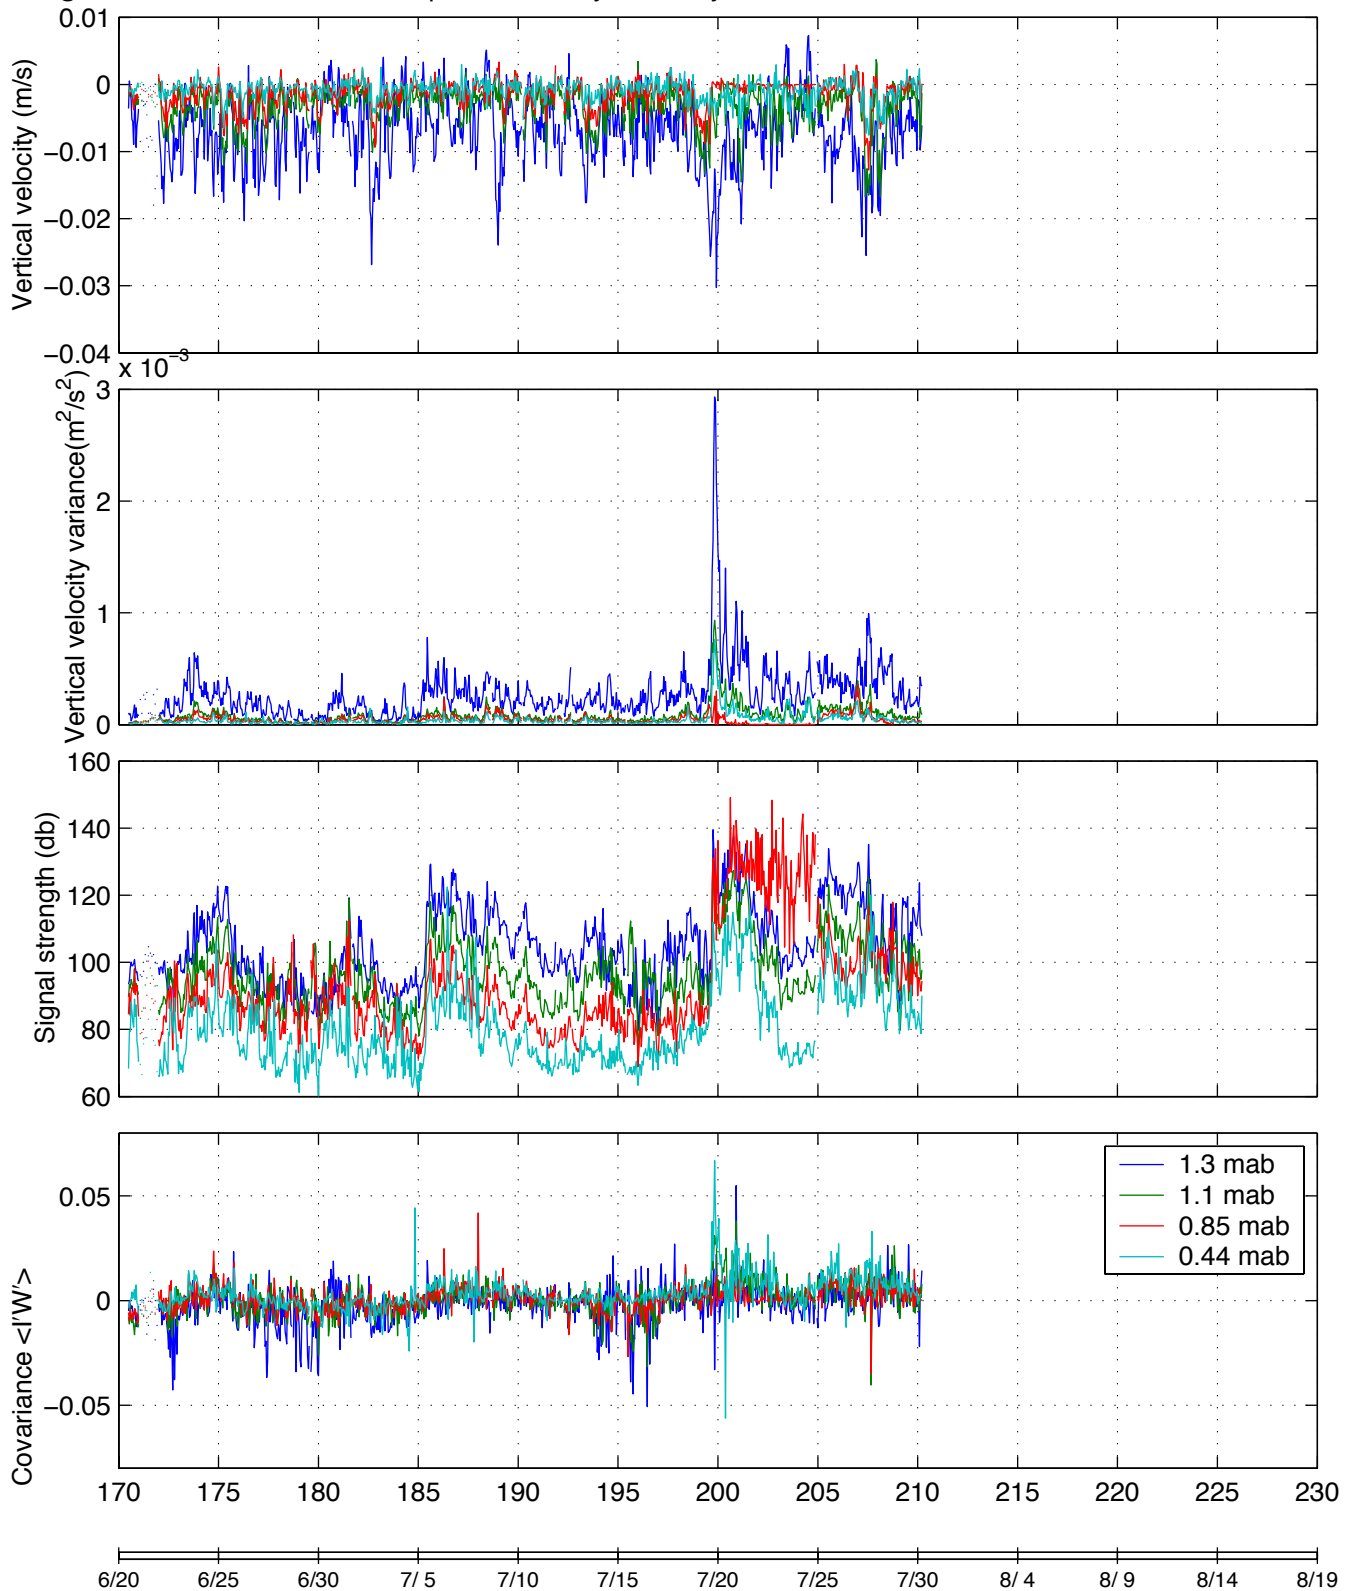 0.01
0
−0.01
−0.02
−0.03
−0.04
Vertical velocity (m/s)
x 10−3
3
2
1
0
Vertical velocity variance(m2/s2)
160
140
120
100
80
60
Signal strength (db)
0.05
0
−0.05
Covariance <I'W'>
1.3 mab
1.1 mab
0.85 mab
0.44 mab
170 175 180 185 190 195 200 205 210 215 220 225 230
6/20 6/25 6/30 7/ 5 7/10 7/15 7/20 7/25 7/30 8/ 4 8/ 9 8/14 8/19